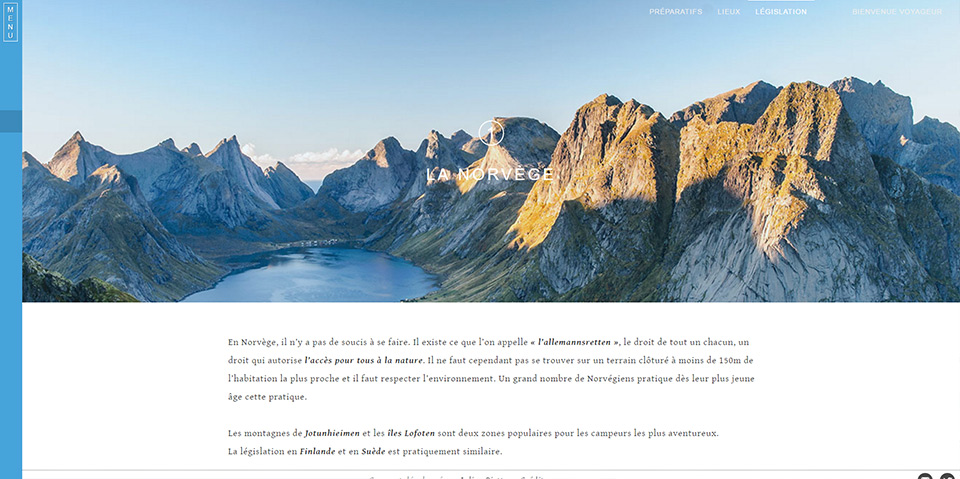 MENU
PRÉPARATIFS LIEUX LÉGISLATION BIENVENUE VOYAGEUR
1
LA NORVÈGE
En Norvège, il n'y a pas de soucis à se faire. Il existe ce que l'on appelle « l'allemannsretten », le droit de tout un chacun, un
droit qui autorise l'accès pour tous à la nature. Il ne faut cependant pas se trouver sur un terrain clôturé à moins de 150m de
l'habitation la plus proche et il faut respecter l'environnement. Un grand nombre de Norvégiens pratique dès leur plus jeune
âge cette pratique.
Les montagnes de Jotunhieimen et les îles Lofoten sont deux zones populaires pour les campeurs les plus aventureux.
La législation en Finlande et en Suède est pratiquement similaire.